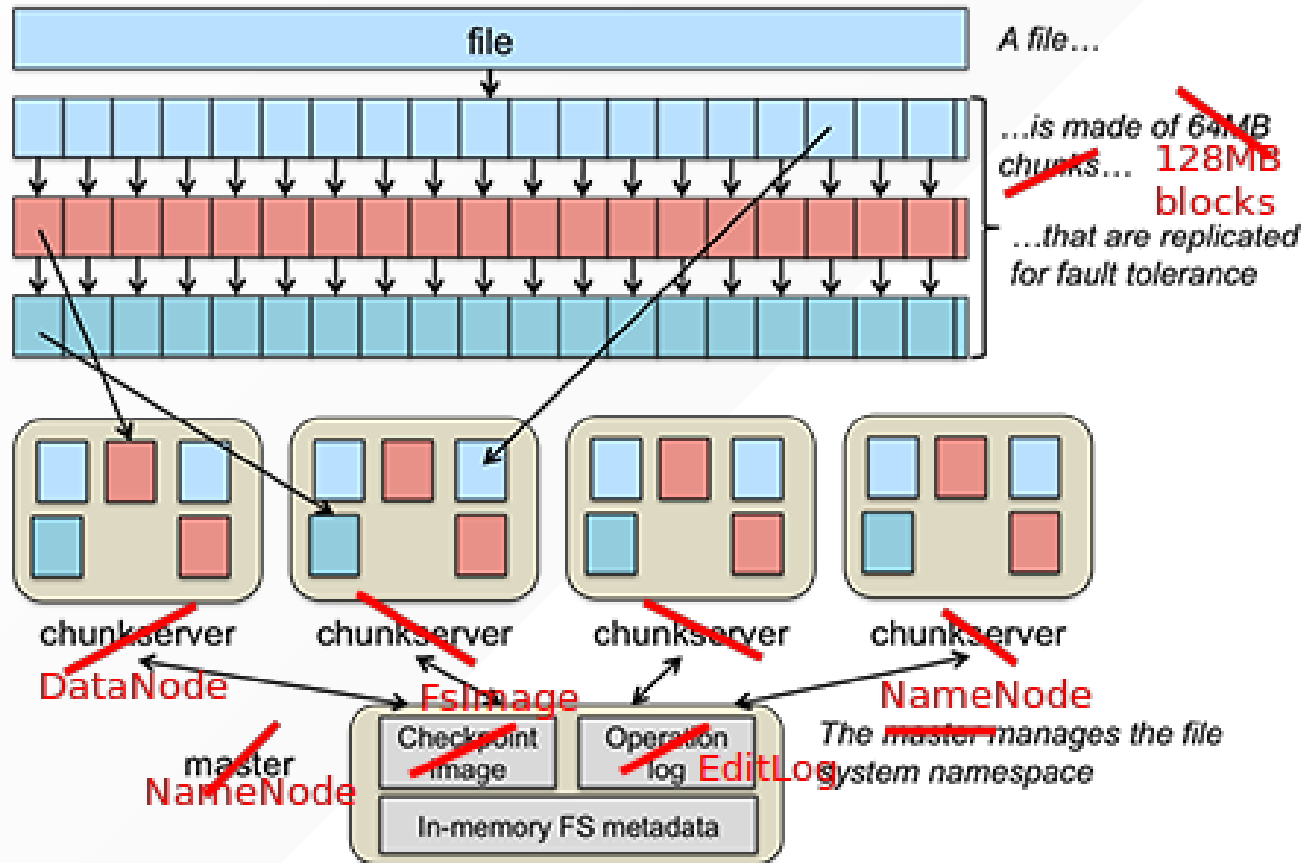 file
A file…
…is made of 64MB
chunks… 128MB
blocks
…that are replicated
for fault tolerance
chunkserver chunkserver chunkserver chunkserver
DataNode FsImage NameNode
Checkpoint
image
Operation
log EditLog
master
NameNode
The master manages the file
system namespace
In-memory FS metadata